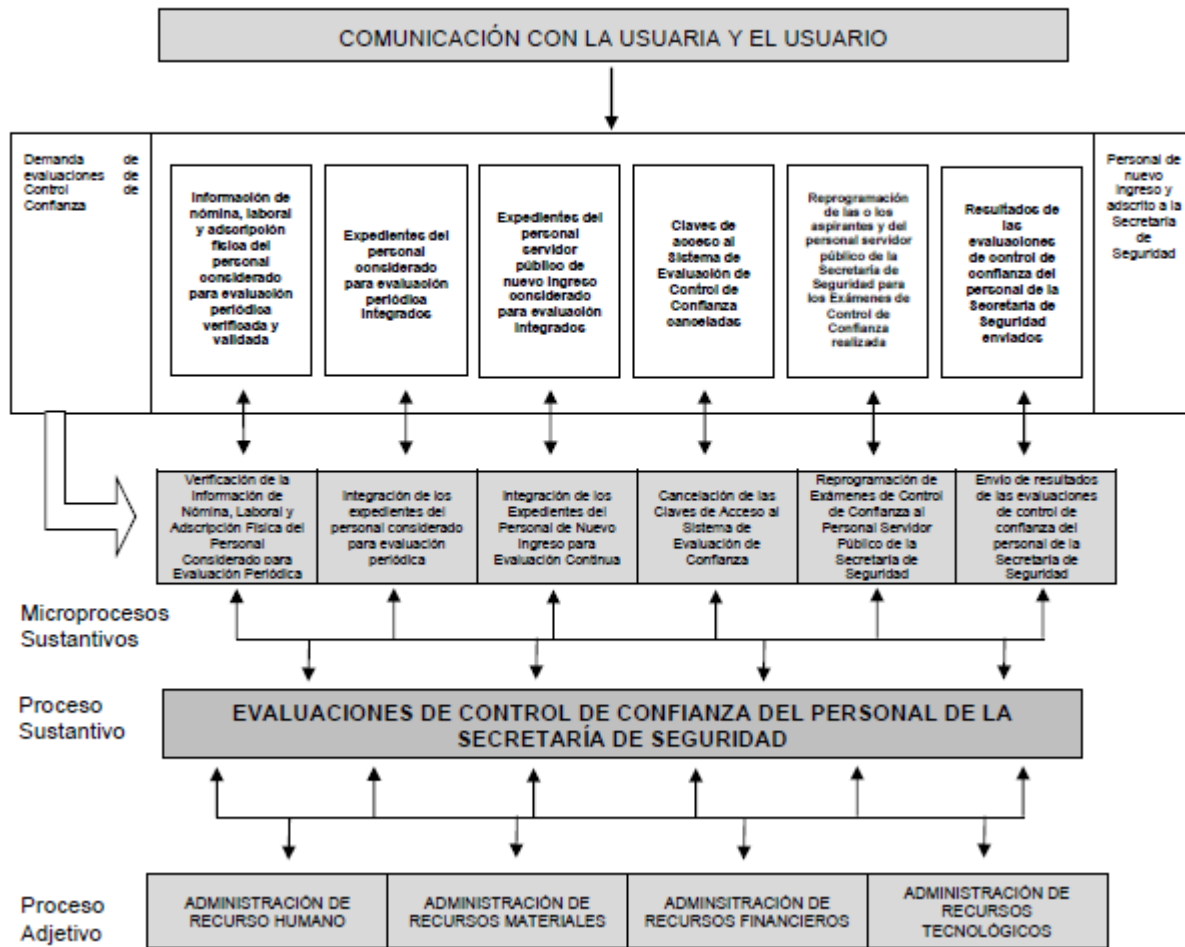 COMUNICACIÓN CON LA USUARIA Y EL USUARIO
Demanda de
evaluaciones de
Control de
Confianza
Información de
nómina, laboral
y adscripción
física del
personal
considerado
para evaluación
periódica
verificada y
validada
Expedientes del
personal
considerado
para evaluación
periódica
Integrados
Expedientes del
personal
servidor
público de
nuevo Ingreso
considerado para
evaluación
Integrados
Claves de
acceso al
Sistema de
Evaluación de
Control de
Confianza
canceladas
Reprogramación
de las o los
aspirantes y del
personal servidor
público de la
Secretaría de
Seguridad para
los Exámenes de
Control de
Confianza
realizada
Resultados de
las
evaluaciones
de control de
confianza del
personal de la
Secretaría de
Seguridad
enviados
Personal de
nuevo
Ingreso y
adscrito a la
Secretaría
de
Seguridad
Verificación de la
Información de
Nómina, Laboral y
Adscripción Física del
Personal
Considerado para
Evaluación Periódica
Integración de los
expedientes del
personal considerado
para evaluación
periódica
Integración de los
Expedientes del
Personal de Nuevo
Ingreso para
Evaluación Continua
Cancelación de las
Claves de Acceso al
Sistema de
Evaluación de
Confianza
Reprogramación de
Exámenes de Control
de Confianza al
Personal Servidor
Público de la
Secretaría de
Seguridad
Envío de resultados
de las evaluaciones
de control de
confianza del
personal de la
Secretaría de
Seguridad
Microprocesos
Sustantivos
Proceso
Sustantivo
EVALUACIONES DE CONTROL DE CONFIANZA DEL PERSONAL DE LA
SECRETARÍA DE SEGURIDAD
Proceso
Adjetivo
ADMINISTRACIÓN DE
RECURSO HUMANO
ADMINISTRACIÓN DE
RECURSOS MATERIALES
ADMINSITRACIÓN DE
RECURSOS FINANCIEROS
ADMINISTRACIÓN DE
RECURSOS
TECNOLÓGICOS